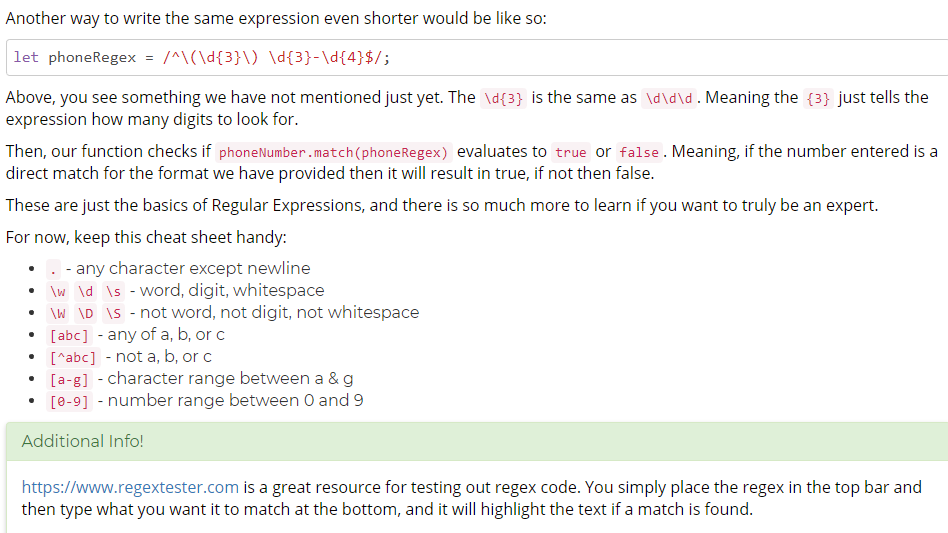 Another way to write the same expression even shorter would be like so:
let phoneRegex = /^\(\d{3}\) \d{3}-\d{4}$/;
Above, you see something we have not mentioned just yet. The \d{3} is the same as \d\d\d. Meaning the {3} just tells the
expression how many digits to look for.
Then, our function checks if phoneNumber.match(phoneRegex) evaluates to true or false. Meaning, if the number entered is a
direct match for the format we have provided then it will result in true, if not then false.
These are just the basics of Regular Expressions, and there is so much more to learn if you want to truly be an expert.
For now, keep this cheat sheet handy:
• . - any character except newline
• \w \d \s - word, digit, whitespace
• \W \D \S - not word, not digit, not whitespace
• [abc] - any of a, b, or c
• [^abc] - not a, b, or c
• [a-g] - character range between a & g
• [0-9] - number range between 0 and 9
Additional Info!
https://www.regextester.com is a great resource for testing out regex code. You simply place the regex in the top bar and
then type what you want it to match at the bottom, and it will highlight the text if a match is found.